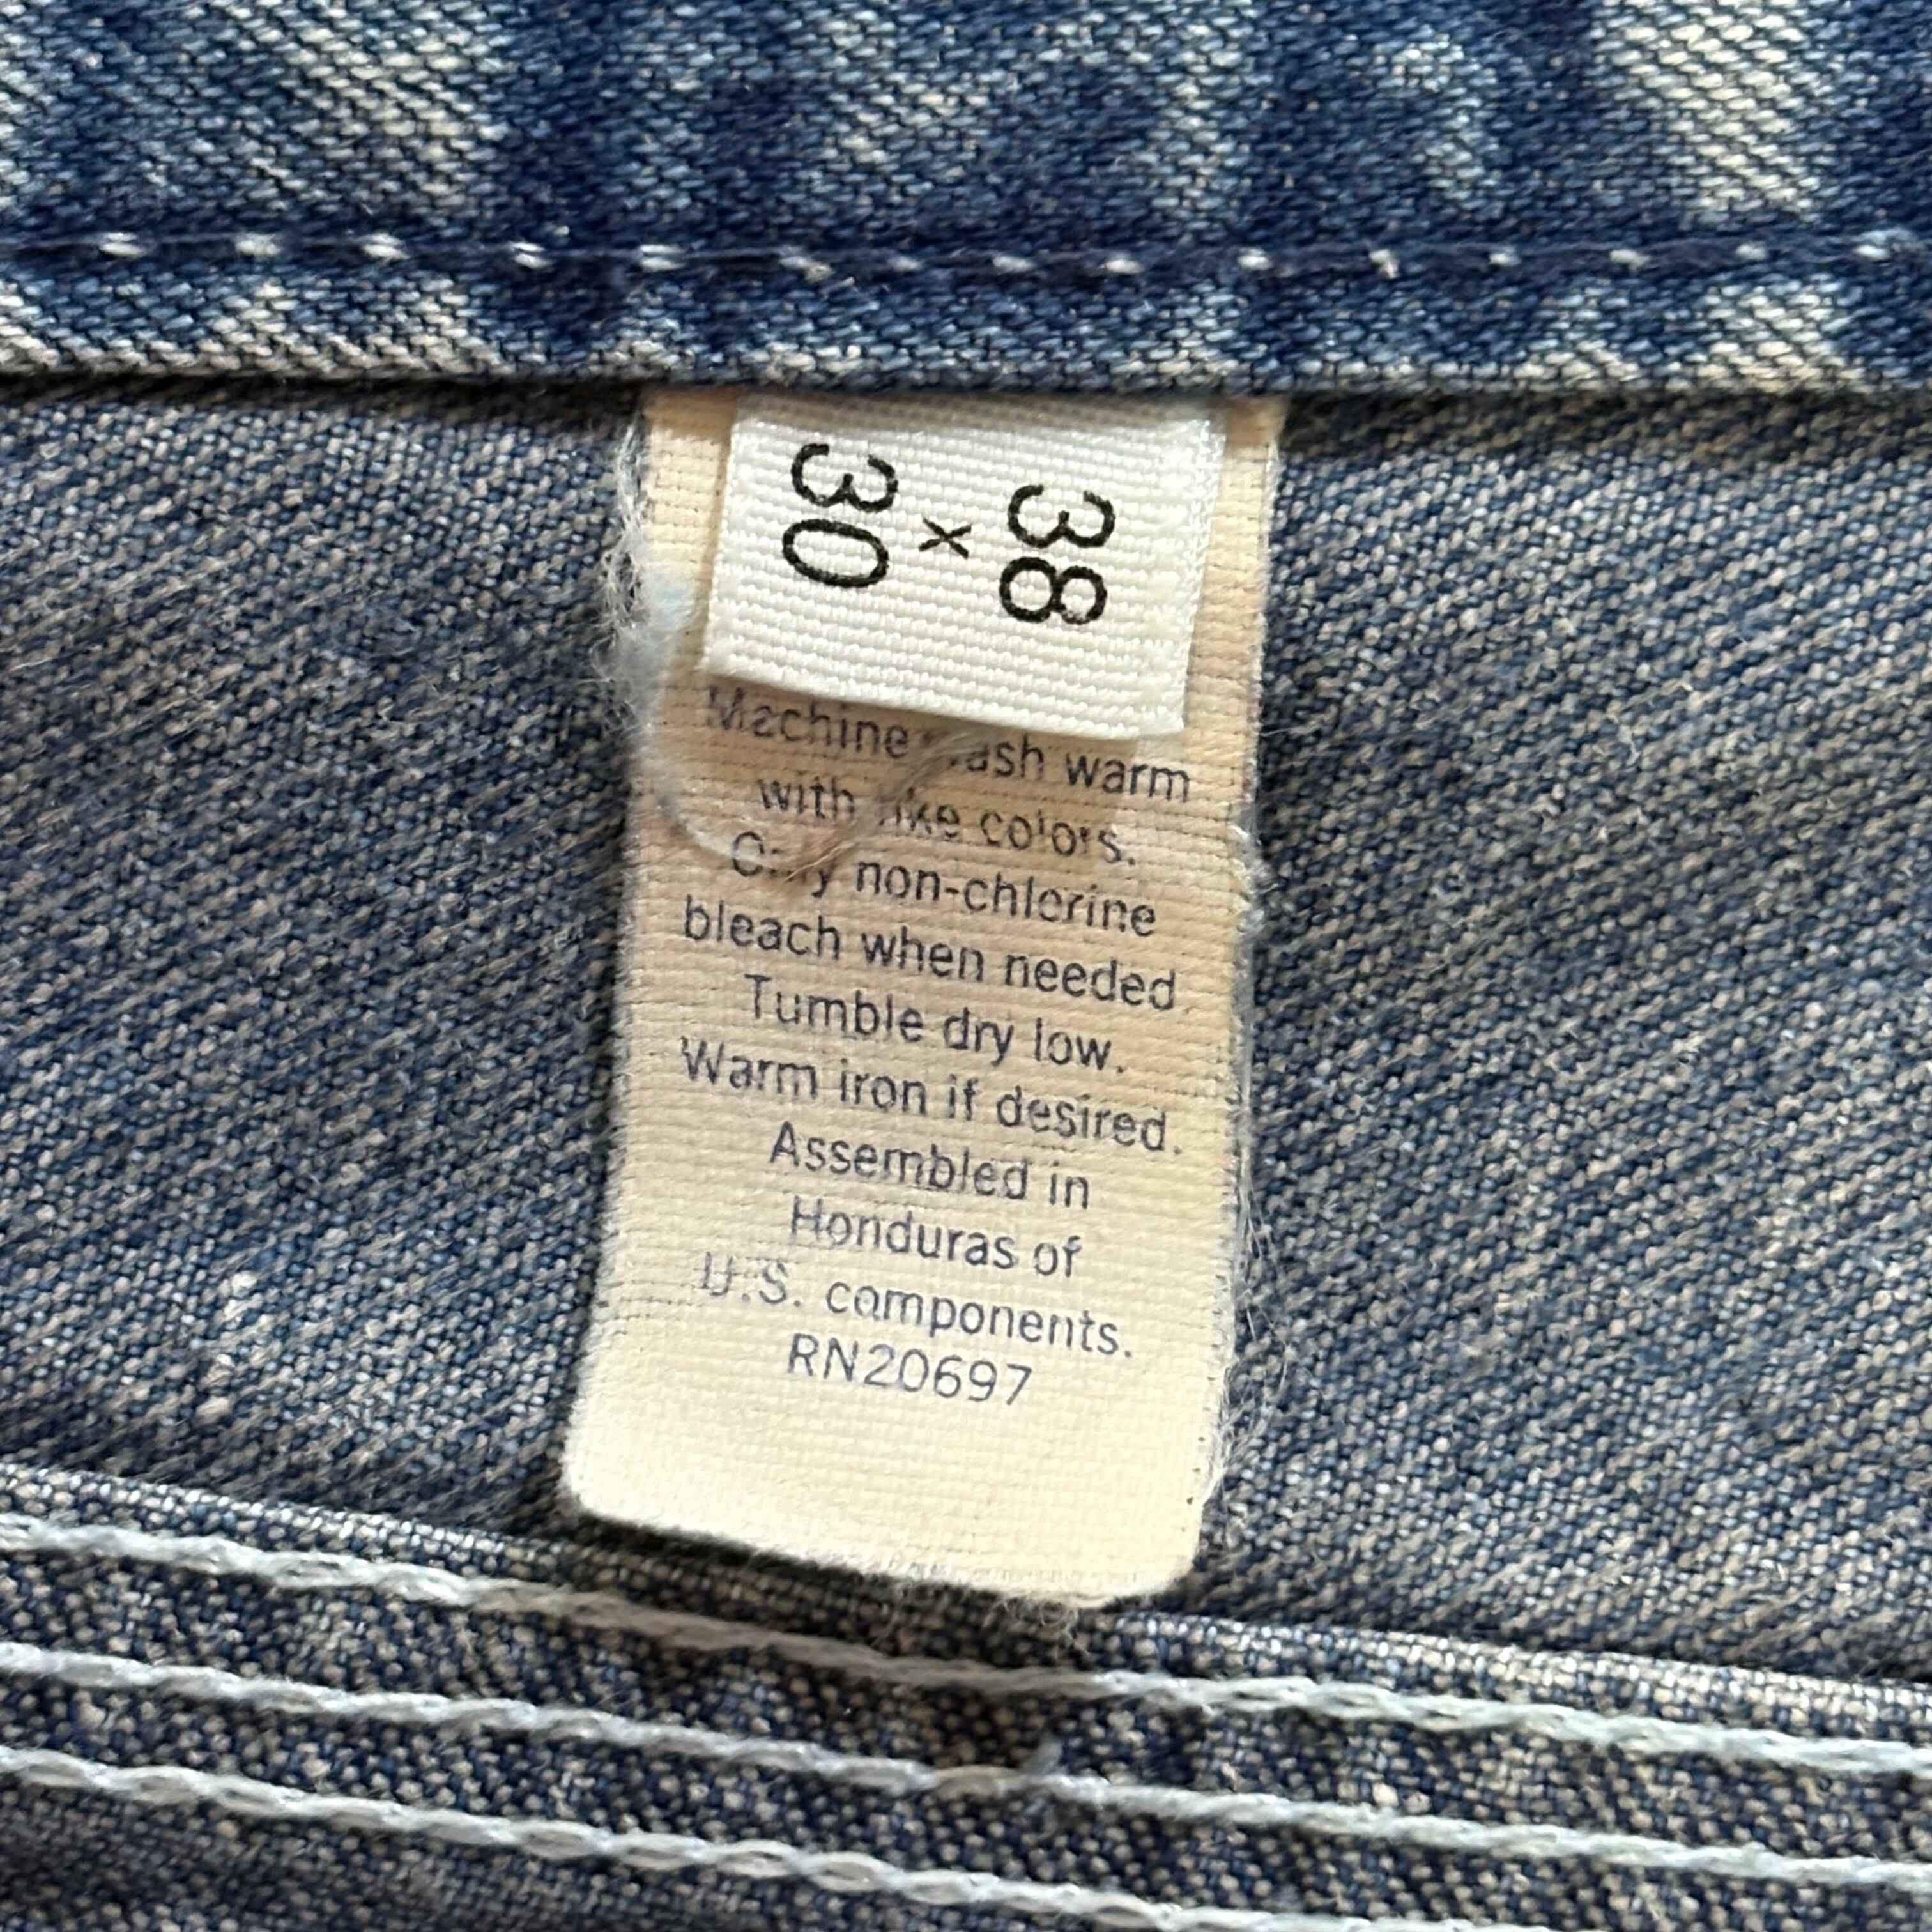 38
x
30
Machine wash warm
with like colors.
Only non-chlorine
bleach when needed
Tumble dry low.
Warm iron if desired.
Assembled in
Honduras of
U.S. components.
RN20697